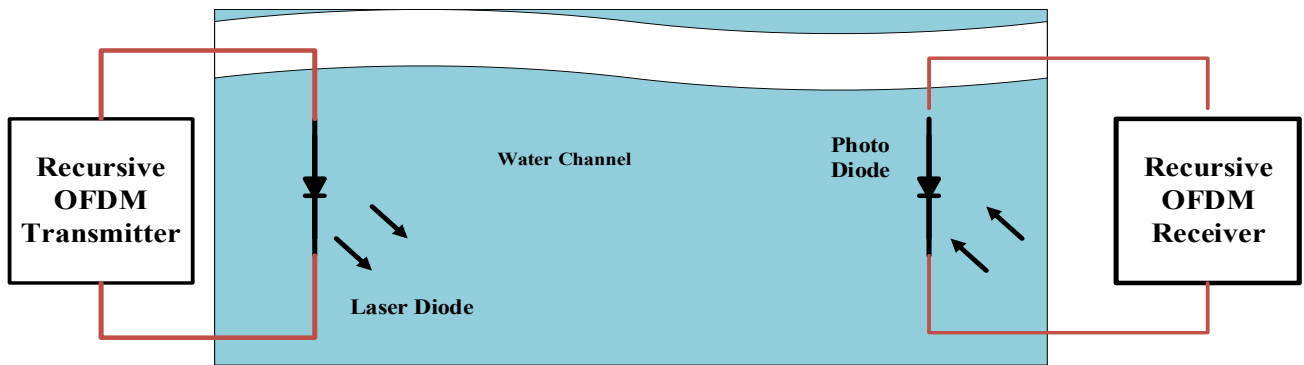 Recursive
OFDM
Transmitter
Laser Diode
Water Channel
Photo
Diode
Recursive
OFDM
Receiver